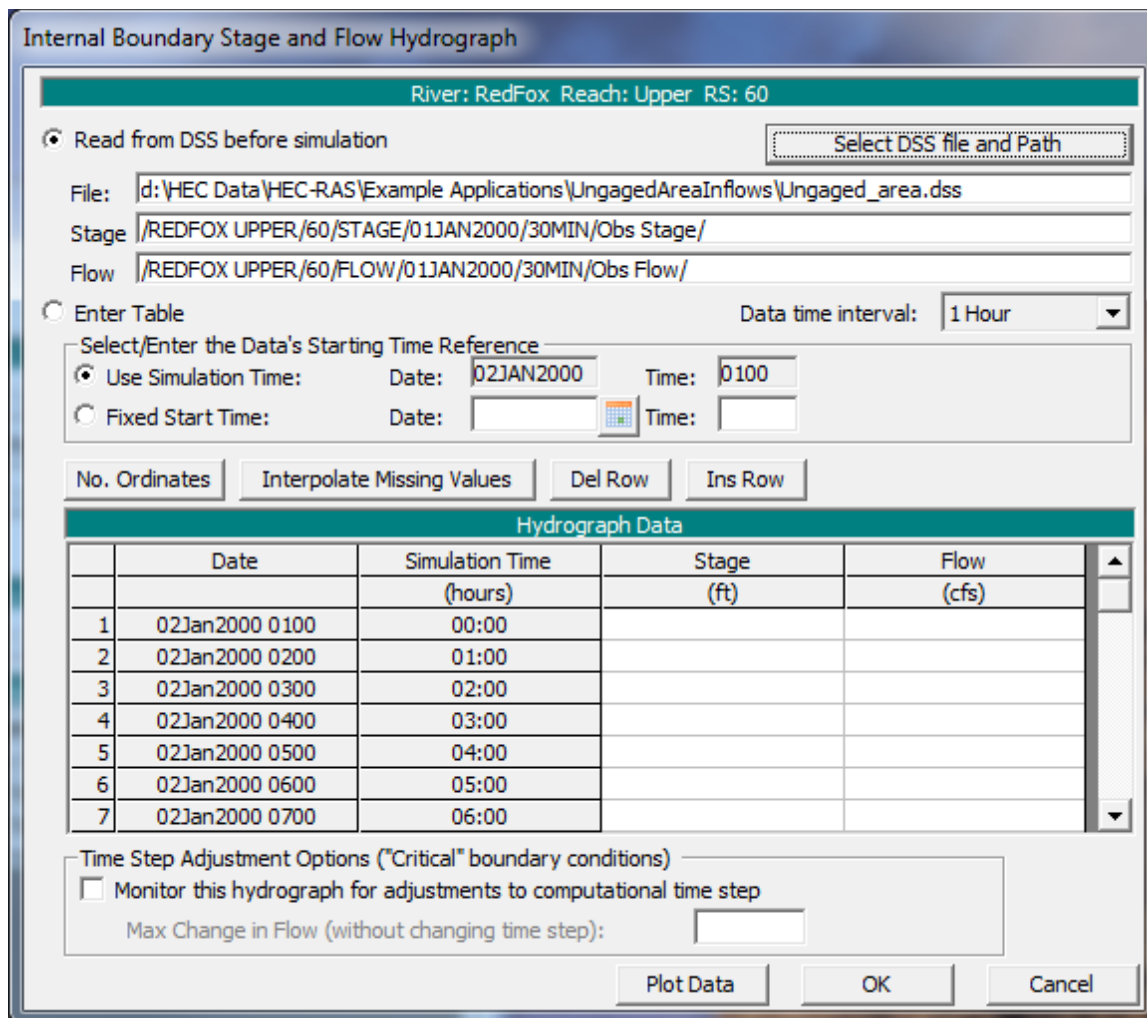 Internal Boundary Stage and Flow Hydrograph
River: RedFox Reach: Upper RS: 60
Read from DSS before simulation Select DSS file and Path
File: d:\HEC Data\HEC-RAS\Example Applications\UngagedAreaInflows\Ungaged_area.dss
Stage /REDFOX UPPER/60/STAGE/01JAN2000/30MIN/Obs Stage/
Flow /REDFOX UPPER/60/FLOW/01JAN2000/30MIN/Obs Flow/
Enter Table Data time interval: 1 Hour
Select/Enter the Data's Starting Time Reference
Use Simulation Time: Date: 02JAN2000 Time: 0100
Fixed Start Time: Date: Time:
No. Ordinates Interpolate Missing Values Del Row Ins Row
Hydrograph Data
Date Simulation Time Stage Flow
(hours) (ft) (cfs)
1 02Jan2000 0100 00:00
2 02Jan2000 0200 01:00
3 02Jan2000 0300 02:00
4 02Jan2000 0400 03:00
5 02Jan2000 0500 04:00
6 02Jan2000 0600 05:00
7 02Jan2000 0700 06:00
Time Step Adjustment Options ("Critical" boundary conditions)
Monitor this hydrograph for adjustments to computational time step
Max Change in Flow (without changing time step):
Plot Data OK Cancel